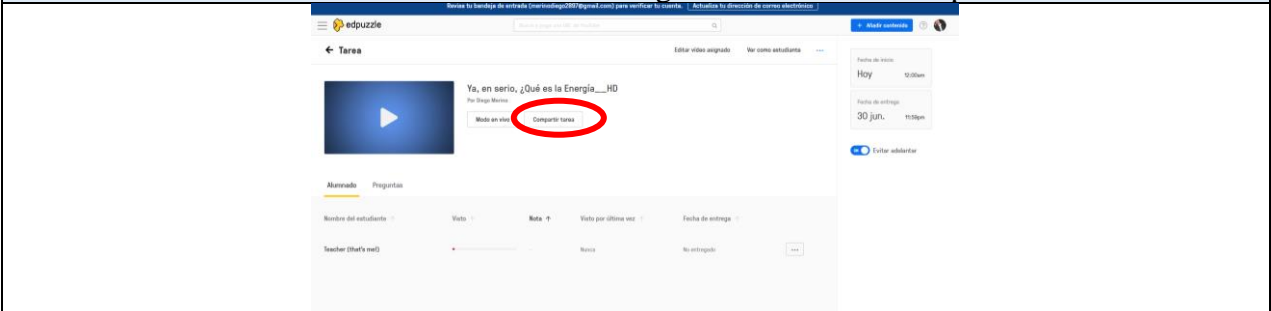 Revisa tu bandeja de entrada (merinodiego2897@gmail.com) para verificar tu cuenta. Actualiza tu dirección de correo electrónico
edpuzzle
+ Añadir contenido
← Tarea
Editar vídeo asignado Ver como estudiante ...
Fecha de inicio
Hoy 12:00am
Ya, en serio, ¿Qué es la Energía__HD
Por Diego Merino
Fecha de entrega
30 jun. 11:59pm
Modo en vivo Compartir tarea
Evitar adelantar
Alumnado Preguntas
Nombre del estudiante ↑ Visto ↑ Nota ↑ Visto por última vez ↑ Fecha de entrega ↑
Teacher (that's me!) Nunca No entregado ...